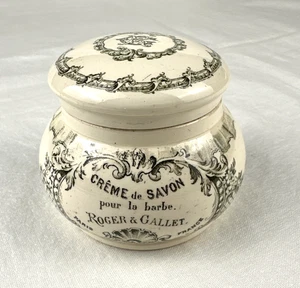 CRÈME de SAVON
pour la barbe.
ROGER & GALLET.
PARIS FRANCE